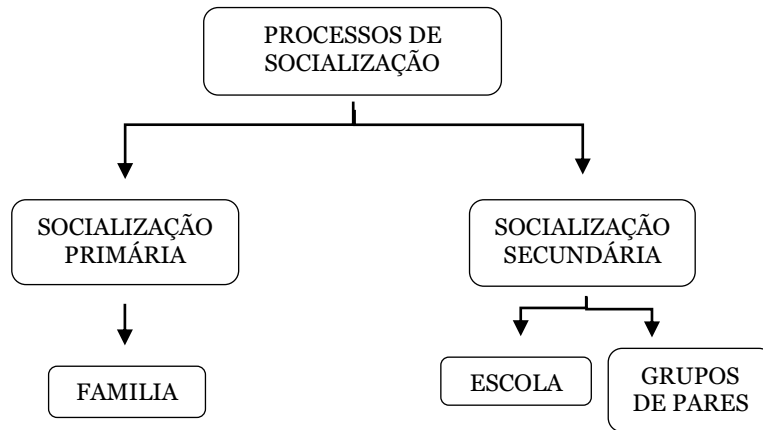 PROCESSOS DE
SOCIALIZAÇÃO
SOCIALIZAÇÃO
PRIMÁRIA
SOCIALIZAÇÃO
SECUNDÁRIA
FAMILIA
ESCOLA
GRUPOS
DE PARES